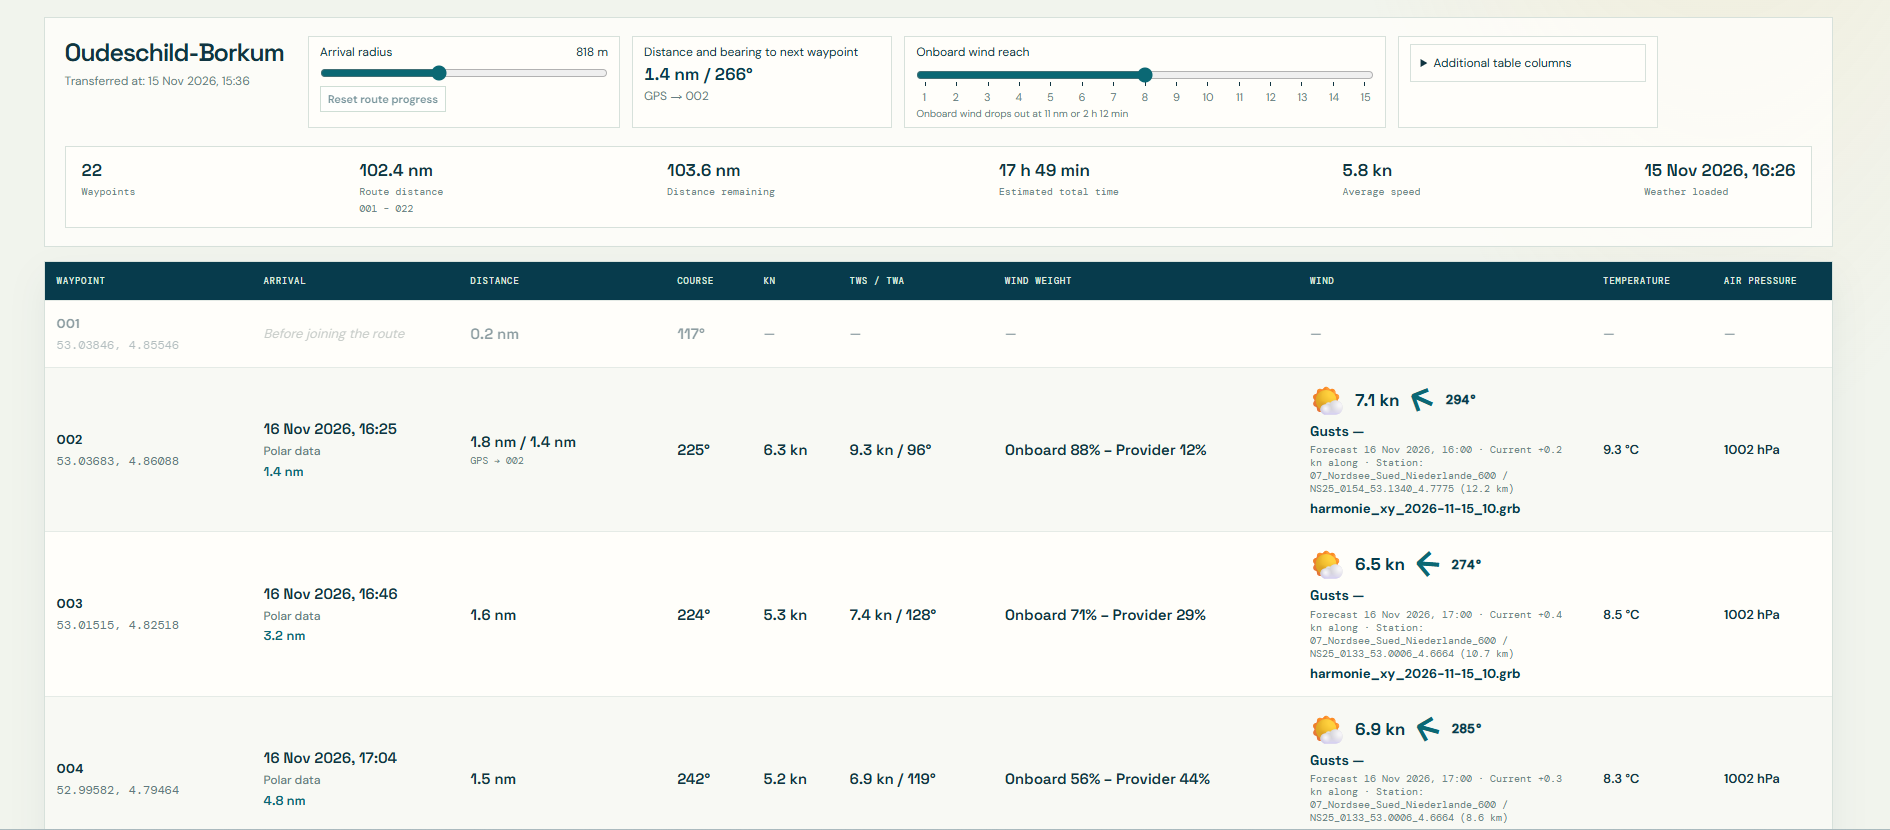 Oudeschild-Borkum
Transferred at: 15 Nov 2026, 15:36
Arrival radius 818 m
Reset route progress
Distance and bearing to next waypoint
1.4 nm / 266°
GPS → 002
Onboard wind reach
1 2 3 4 5 6 7 8 9 10 11 12 13 14 15
Onboard wind drops out at 11 nm or 2 h 12 min
▶ Additional table columns
22
Waypoints
102.4 nm
Route distance
001 – 022
103.6 nm
Distance remaining
17 h 49 min
Estimated total time
5.8 kn
Average speed
15 Nov 2026, 16:26
Weather loaded
WAYPOINT ARRIVAL DISTANCE COURSE KN TWS / TWA WIND WEIGHT WIND TEMPERATURE AIR PRESSURE
001
53.03846, 4.85546
Before joining the route
0.2 nm
117°
—
—
—
—
—
—
002
53.03683, 4.86088
16 Nov 2026, 16:25
Polar data
1.4 nm
1.8 nm / 1.4 nm
GPS → 002
225°
6.3 kn
9.3 kn / 96°
Onboard 88% – Provider 12%
7.1 kn 294°
Gusts —
Forecast 16 Nov 2026, 16:00 · Current +0.2
kn along · Station:
07_Nordsee_Sued_Niederlande_600 /
NS25_0154_53.1340_4.7775 (12.2 km)
harmonie_xy_2026-11-15_10.grb
9.3 °C
1002 hPa
003
53.01515, 4.82518
16 Nov 2026, 16:46
Polar data
3.2 nm
1.6 nm
224°
5.3 kn
7.4 kn / 128°
Onboard 71% – Provider 29%
6.5 kn 274°
Gusts —
Forecast 16 Nov 2026, 17:00 · Current +0.4
kn along · Station:
07_Nordsee_Sued_Niederlande_600 /
NS25_0133_53.0006_4.6664 (10.7 km)
harmonie_xy_2026-11-15_10.grb
8.5 °C
1002 hPa
004
52.99582, 4.79464
16 Nov 2026, 17:04
Polar data
4.8 nm
1.5 nm
242°
5.2 kn
6.9 kn / 119°
Onboard 56% – Provider 44%
6.9 kn 285°
Gusts —
Forecast 16 Nov 2026, 17:00 · Current +0.3
kn along · Station:
07_Nordsee_Sued_Niederlande_600 /
NS25_0133_53.0006_4.6664 (8.6 km)
8.3 °C
1002 hPa